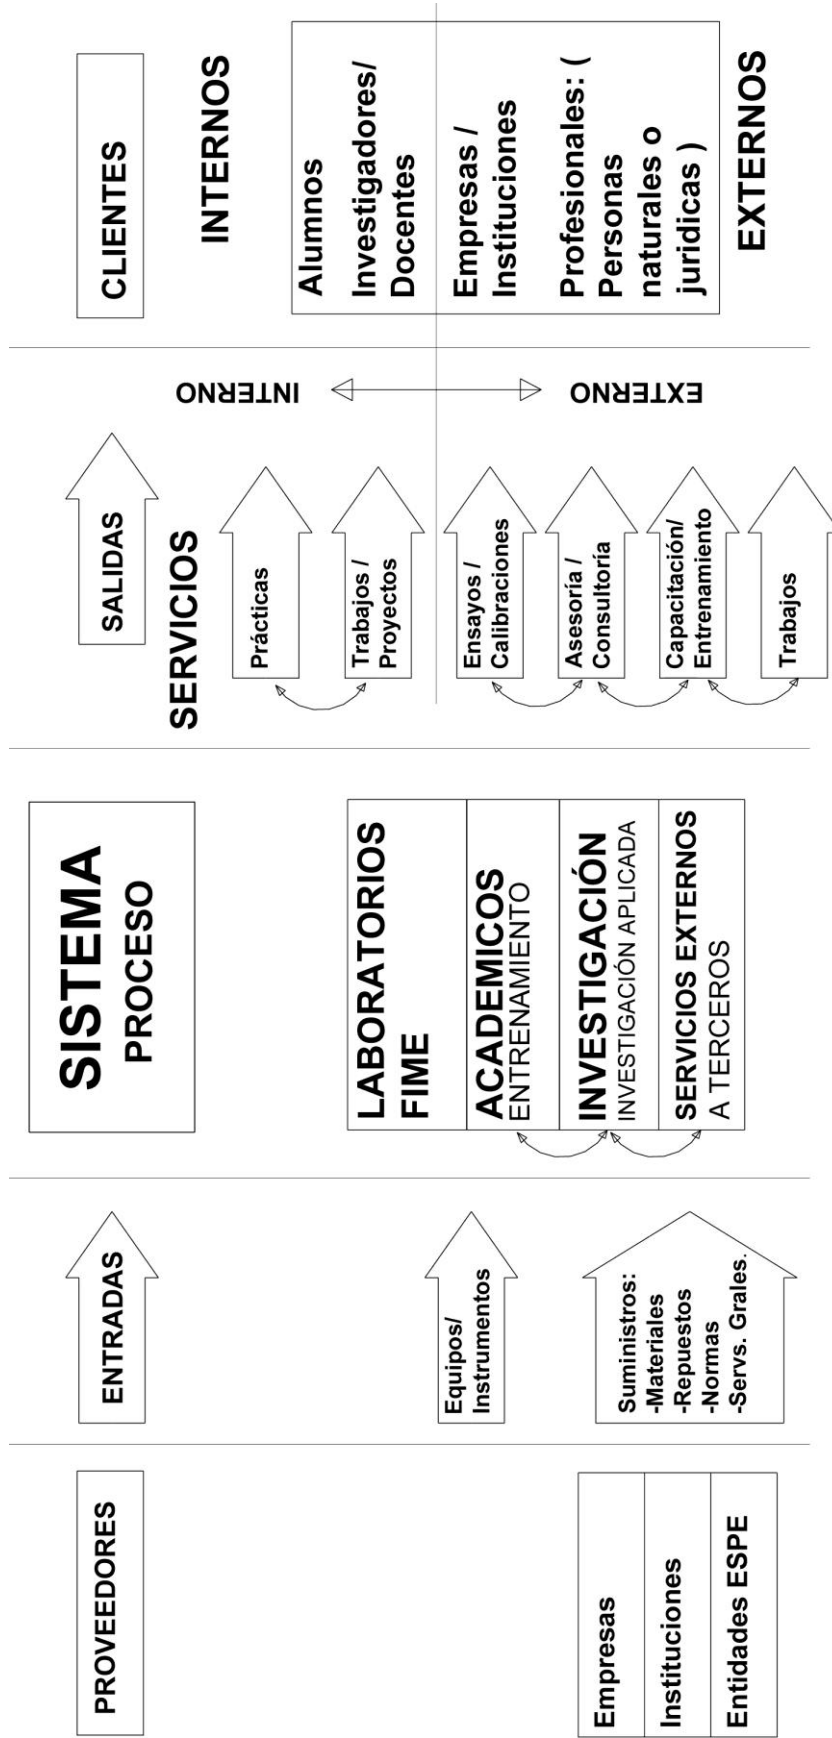 PROVEEDORES
Empresas
Instituciones
Entidades ESPE
ENTRADAS
Equipos/
Instrumentos
Suministros:
-Materiales
-Repuestos
-Normas
-Servs. Grales.
SISTEMA
PROCESO
LABORATORIOS
FIME
ACADEMICOS
ENTRENAMIENTO
INVESTIGACIÓN
INVESTIGACIÓN APLICADA
SERVICIOS EXTERNOS
A TERCEROS
SALIDAS
SERVICIOS
Prácticas
Trabajos /
Proyectos
Ensayos /
Calibraciones
Asesoría /
Consultoría
Capacitación/
Entrenamiento
Trabajos
INTERNO
EXTERNO
CLIENTES
INTERNOS
Alumnos
Investigadores/
Docentes
Empresas /
Instituciones
Profesionales: (
Personas
naturales o
juridicas )
EXTERNOS